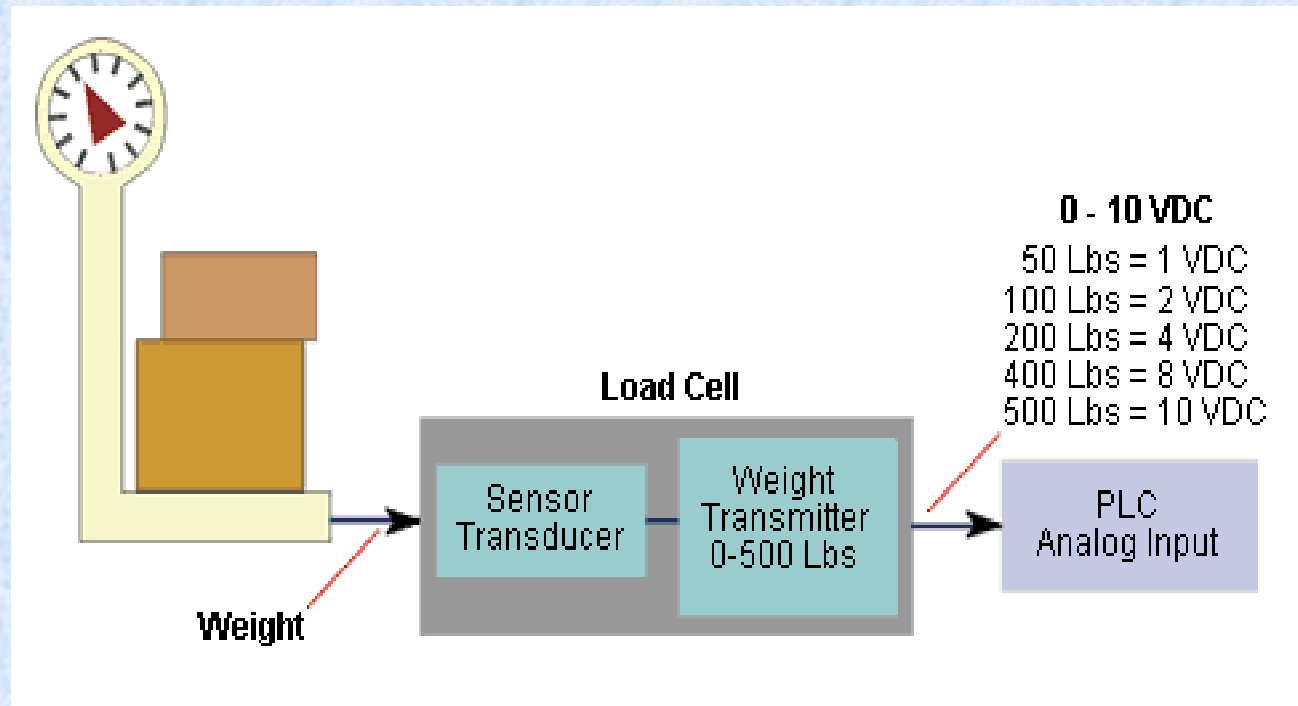 0 - 10 VDC
50 Lbs = 1 VDC
100 Lbs = 2 VDC
200 Lbs = 4 VDC
400 Lbs = 8 VDC
500 Lbs = 10 VDC
Load Cell
Sensor
Transducer
Weight
Transmitter
0-500 Lbs
PLC
Analog Input
Weight